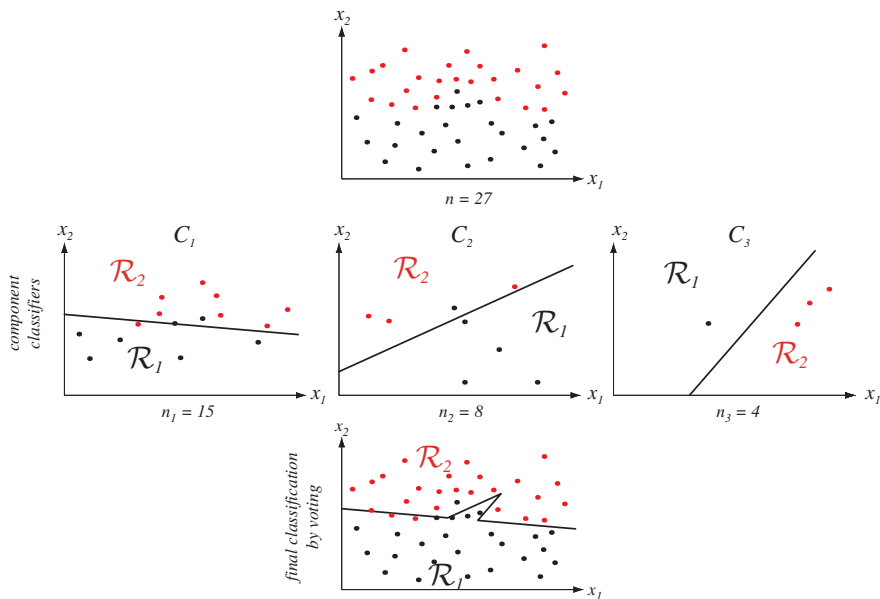 x2
x1
n = 27
component
classifiers
x2
C1
R2
R1
x1
n1 = 15
C2
R2
R1
x1
n2 = 8
x2
C3
R1
R2
x1
n3 = 4
final classification
by voting
x2
R2
R1
x1